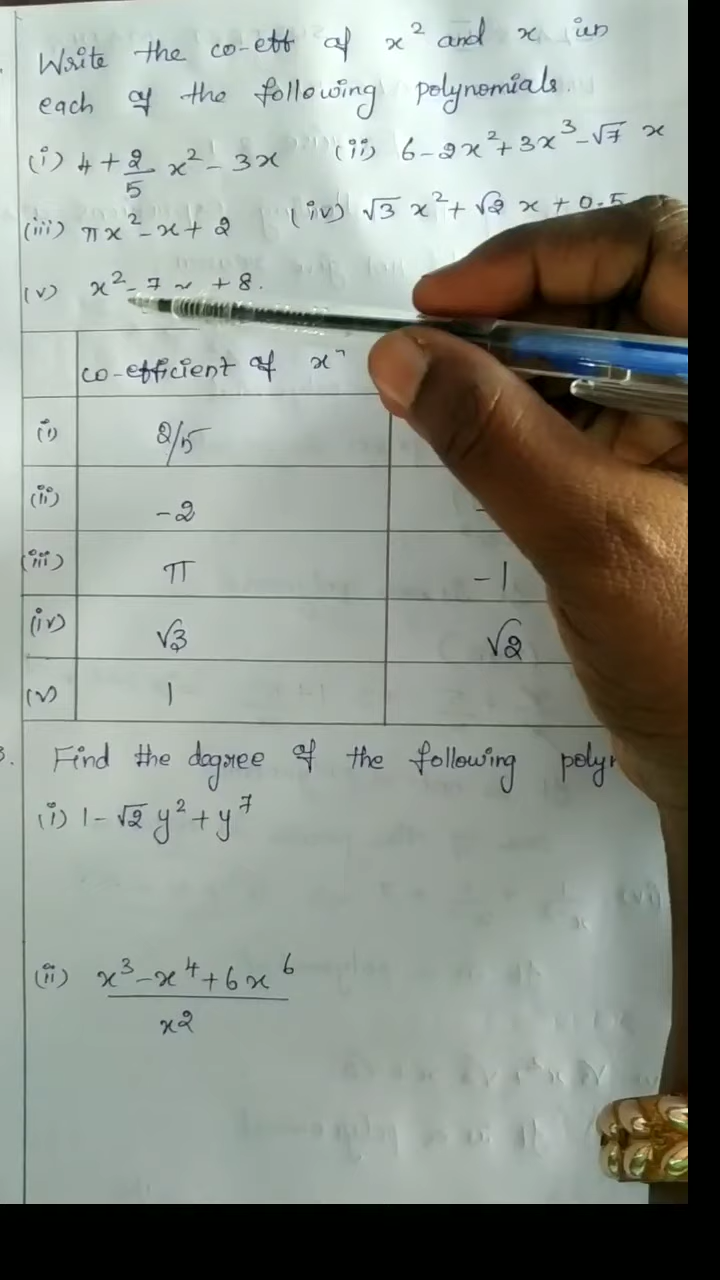 Write the co-eff of x² and x in
each of the following polynomials.
(i) 4 + 2/5 x² - 3x (ii) 6 - 2x² + 3x³ - √7 x
(iii) πx² - x + 2 (iv) √3 x² + √2 x + 0.5
(v) x² - 7 + 8.
co-efficient of x²
(i) 2/5
(ii) -2
(iii) π -1
(iv) √3 √2
(v) 1
3. Find the degree of the following
(i) 1 - √2 y² + y⁷
(ii) x³ - x⁴ + 6x⁶
x2